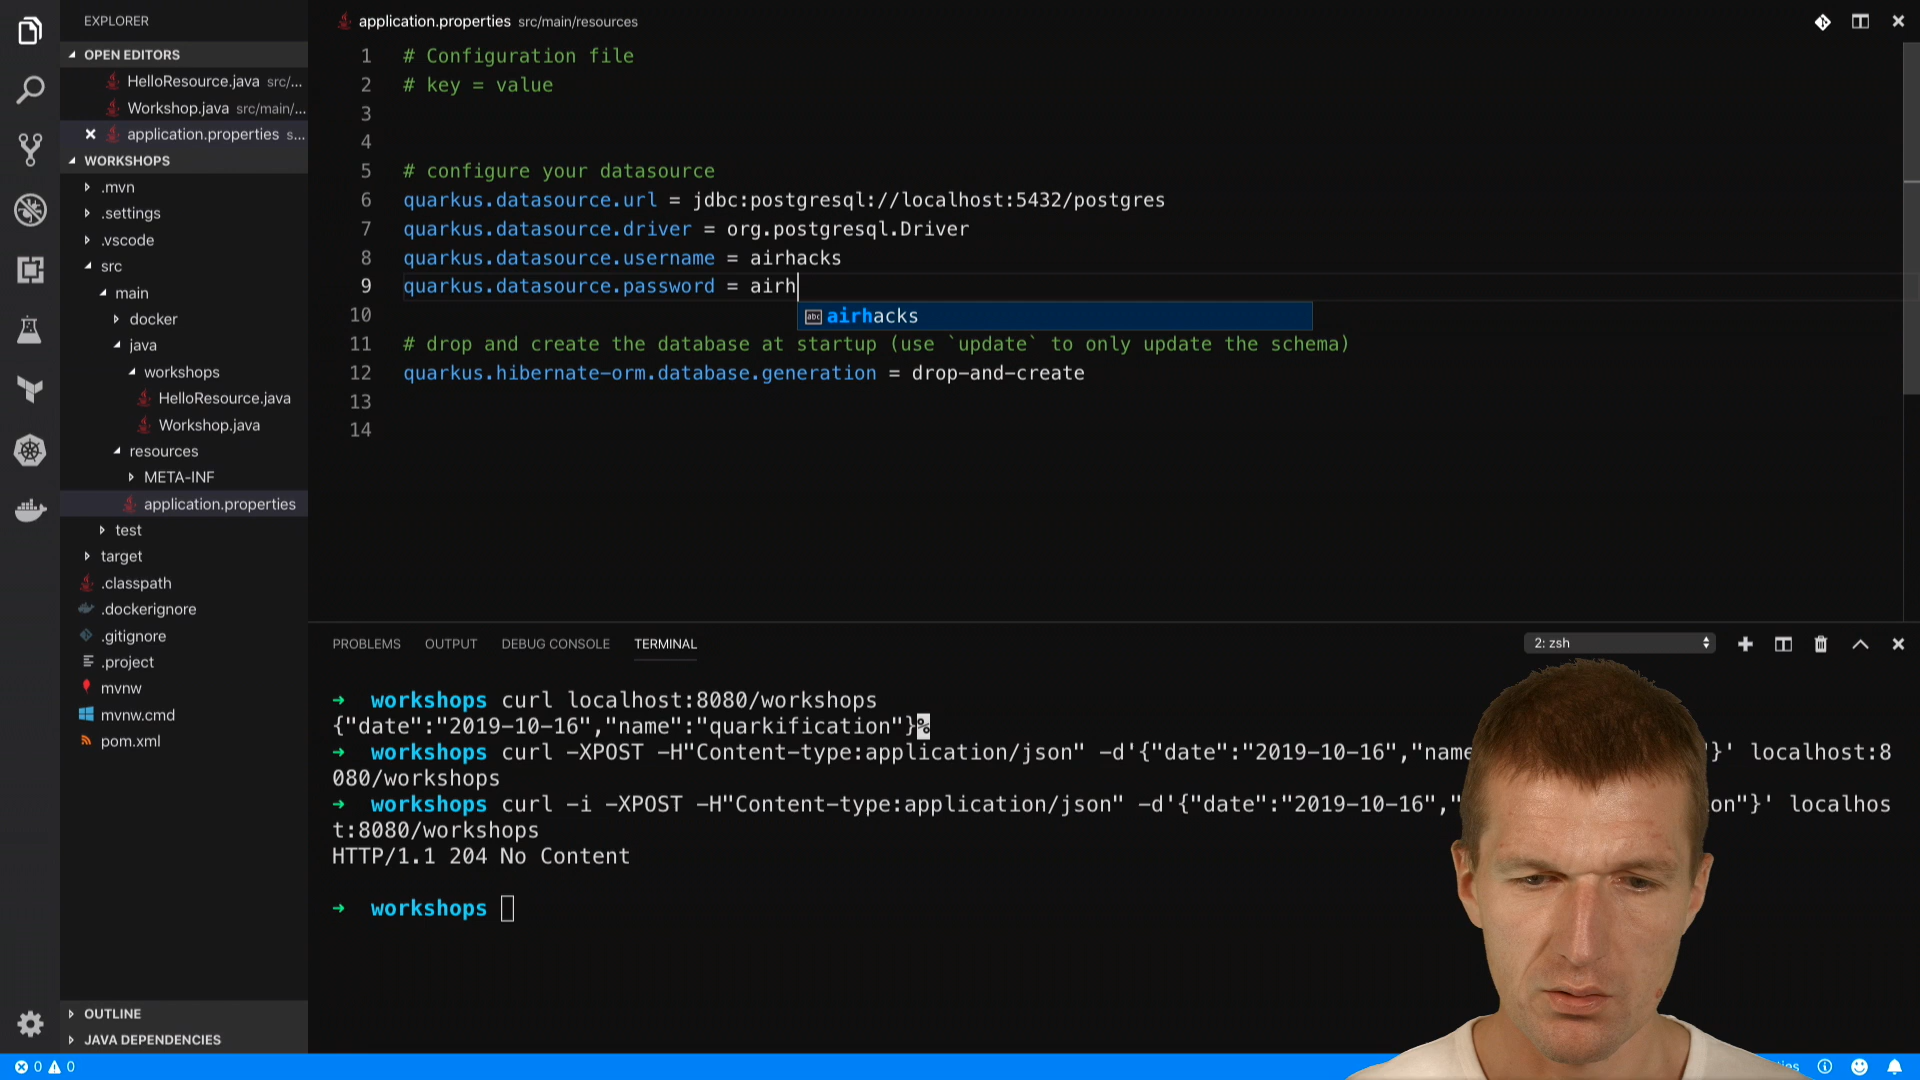 EXPLORER
OPEN EDITORS
HelloResource.java src/...
Workshop.java src/main/...
application.properties s...
WORKSHOPS
.mvn
.settings
.vscode
src
main
docker
java
workshops
HelloResource.java
Workshop.java
resources
META-INF
application.properties
test
target
.classpath
.dockerignore
.gitignore
.project
mvnw
mvnw.cmd
pom.xml
OUTLINE
JAVA DEPENDENCIES
application.properties src/main/resources
1 # Configuration file
2 # key = value
3
4
5 # configure your datasource
6 quarkus.datasource.url = jdbc:postgresql://localhost:5432/postgres
7 quarkus.datasource.driver = org.postgresql.Driver
8 quarkus.datasource.username = airhacks
9 quarkus.datasource.password = airh
abc airhacks
10
11 # drop and create the database at startup (use `update` to only update the schema)
12 quarkus.hibernate-orm.database.generation = drop-and-create
13
14
PROBLEMS OUTPUT DEBUG CONSOLE TERMINAL
2: zsh
➜ workshops curl localhost:8080/workshops
{"date":"2019-10-16","name":"quarkification"}%
➜ workshops curl -XPOST -H"Content-type:application/json" -d'{"date":"2019-10-16","name "}' localhost:8
080/workshops
➜ workshops curl -i -XPOST -H"Content-type:application/json" -d'{"date":"2019-10-16"," on"}' localhos
t:8080/workshops
HTTP/1.1 204 No Content
➜ workshops
0 0